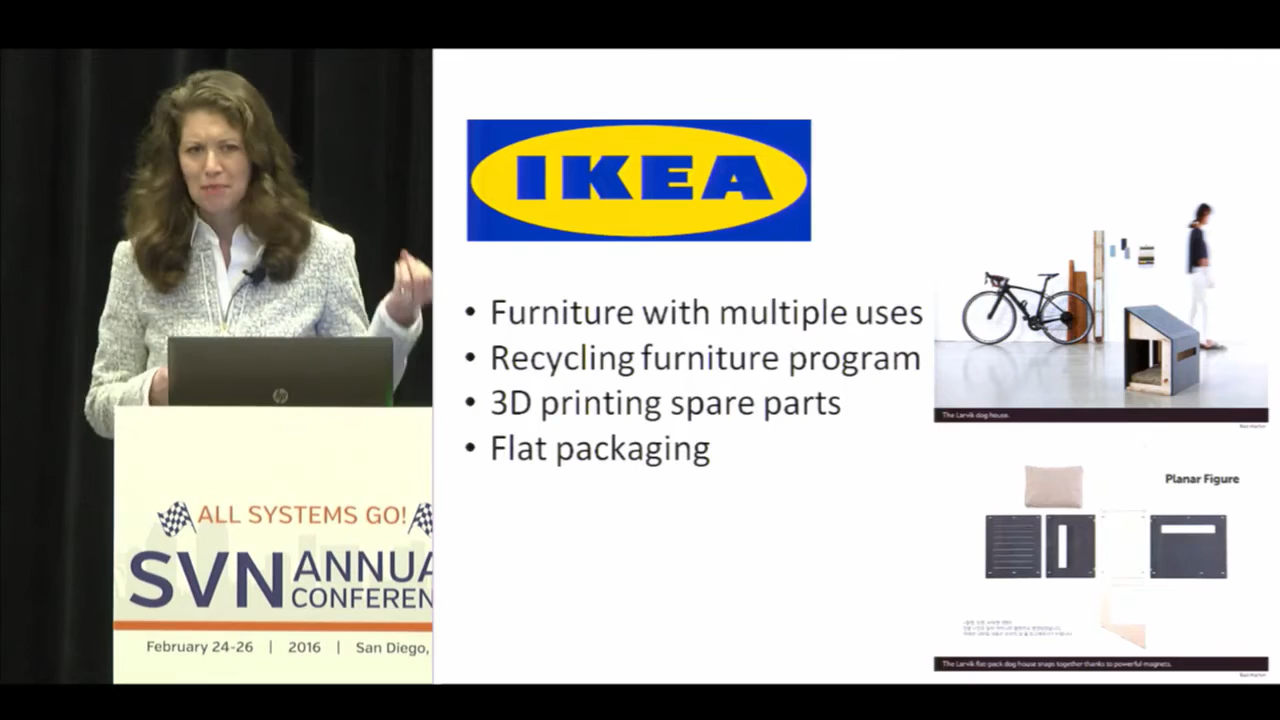 IKEA
• Furniture with multiple uses
• Recycling furniture program
• 3D printing spare parts
• Flat packaging
The Larvik dog house.
Planar Figure
The Larvik flat-pack dog house snaps together thanks to powerful magnets.
hp
ALL SYSTEMS GO!
SVN ANNUA
CONFEREN
February 24-26 | 2016 | San Diego,